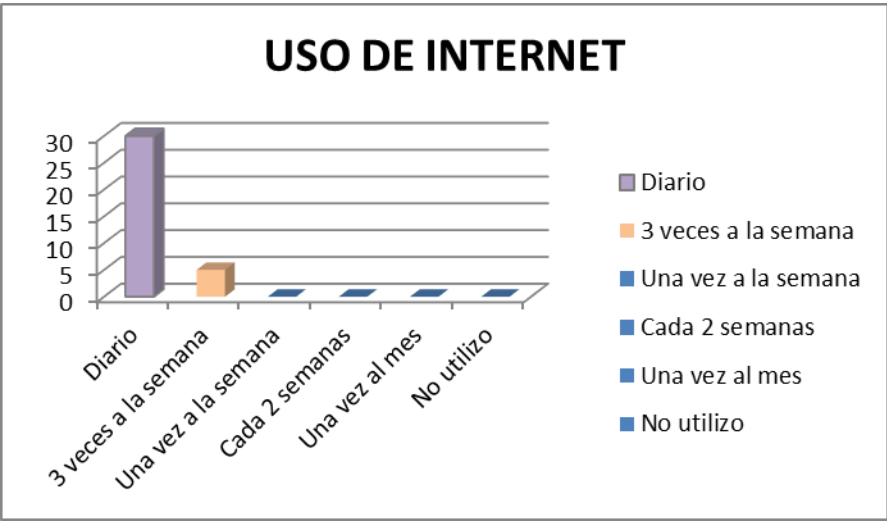 USO DE INTERNET
30
25
20
15
10
5
0
Diario
3 veces a la semana
Una vez a la semana
Cada 2 semanas
Una vez al mes
No utilizo
Diario
3 veces a la semana
Una vez a la semana
Cada 2 semanas
Una vez al mes
No utilizo